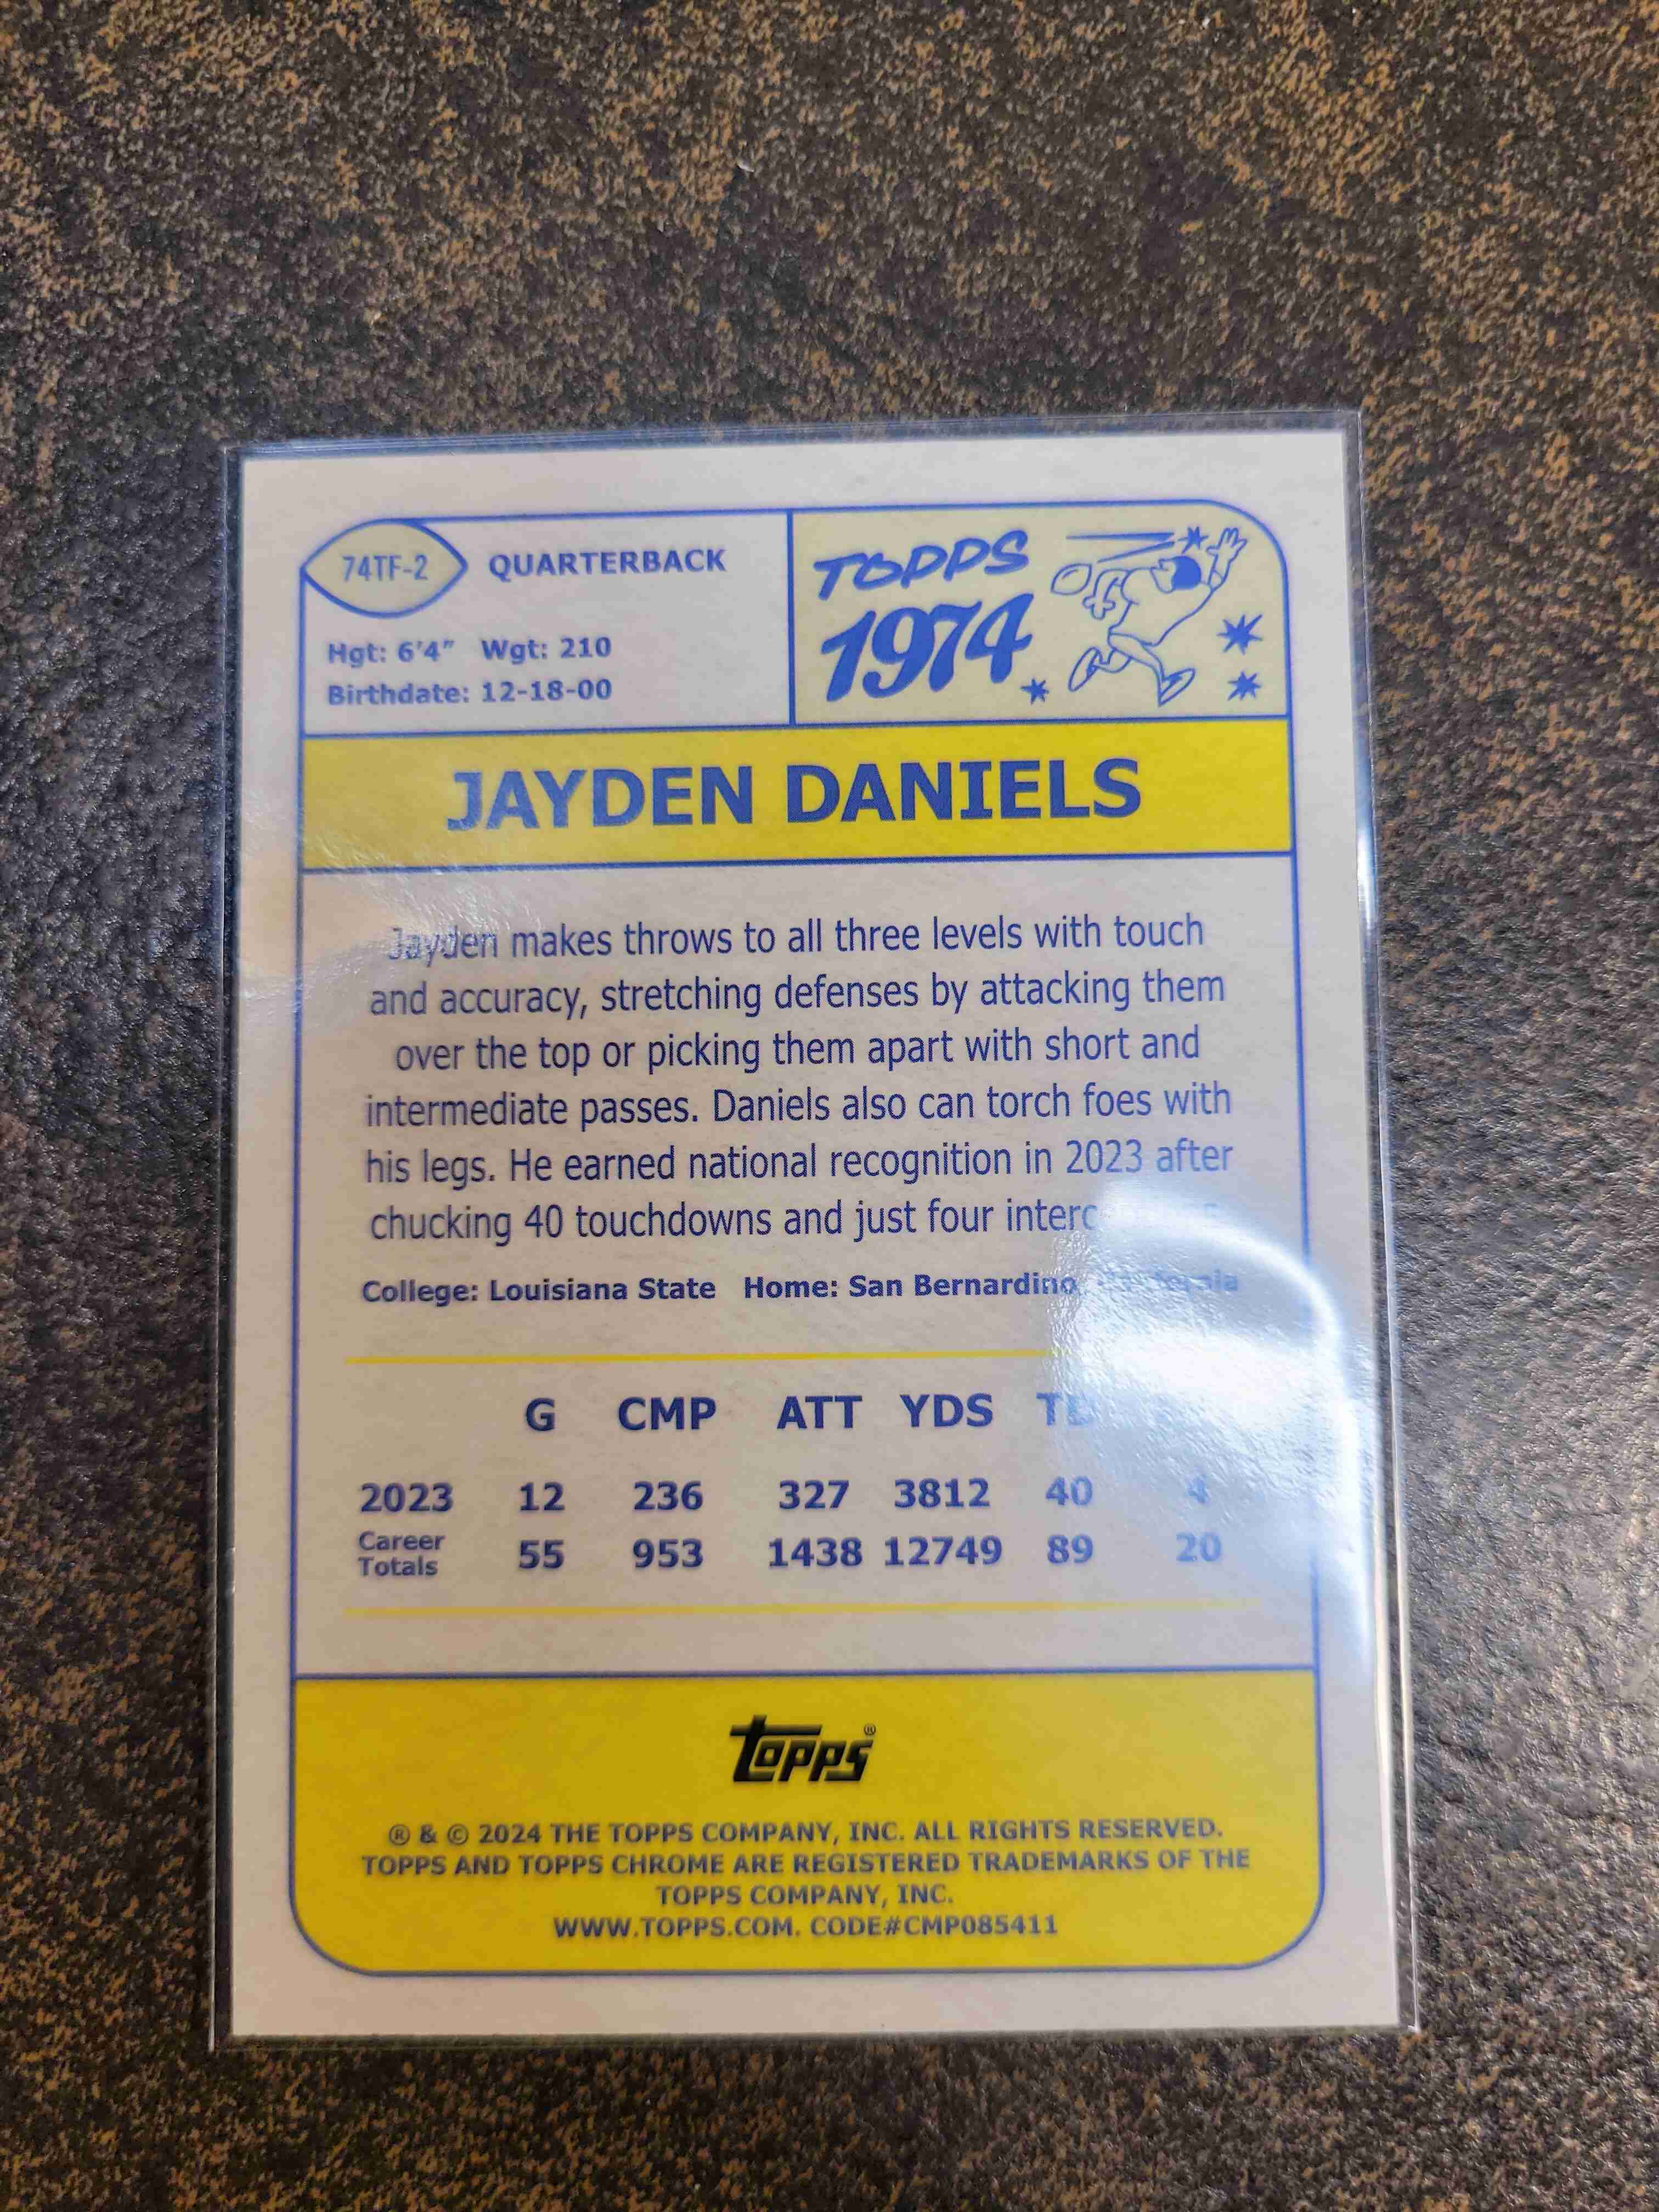 74TF-2 QUARTERBACK
Hgt: 6'4" Wgt: 210
Birthdate: 12-18-00
TOPPS
1974
JAYDEN DANIELS
Jayden makes throws to all three levels with touch
and accuracy, stretching defenses by attacking them
over the top or picking them apart with short and
intermediate passes. Daniels also can torch foes with
his legs. He earned national recognition in 2023 after
chucking 40 touchdowns and just four
College: Louisiana State Home: San Bernardino,
G CMP ATT YDS TD
2023 12 236 327 3812 40 4
Career
Totals 55 953 1438 12749 89 20
topps®
® & © 2024 THE TOPPS COMPANY, INC. ALL RIGHTS RESERVED.
TOPPS AND TOPPS CHROME ARE REGISTERED TRADEMARKS OF THE
TOPPS COMPANY, INC.
WWW.TOPPS.COM. CODE#CMP085411